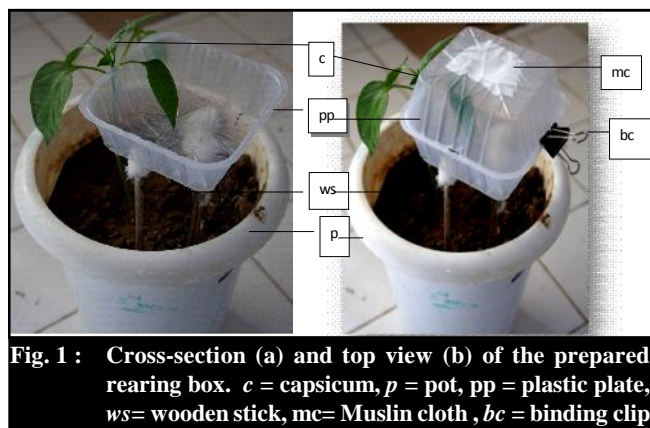 c
mc
pp
bc
ws
p
Fig. 1 : Cross-section (a) and top view (b) of the prepared
rearing box. c = capsicum, p = pot, pp = plastic plate,
ws= wooden stick, mc= Muslin cloth , bc = binding clip